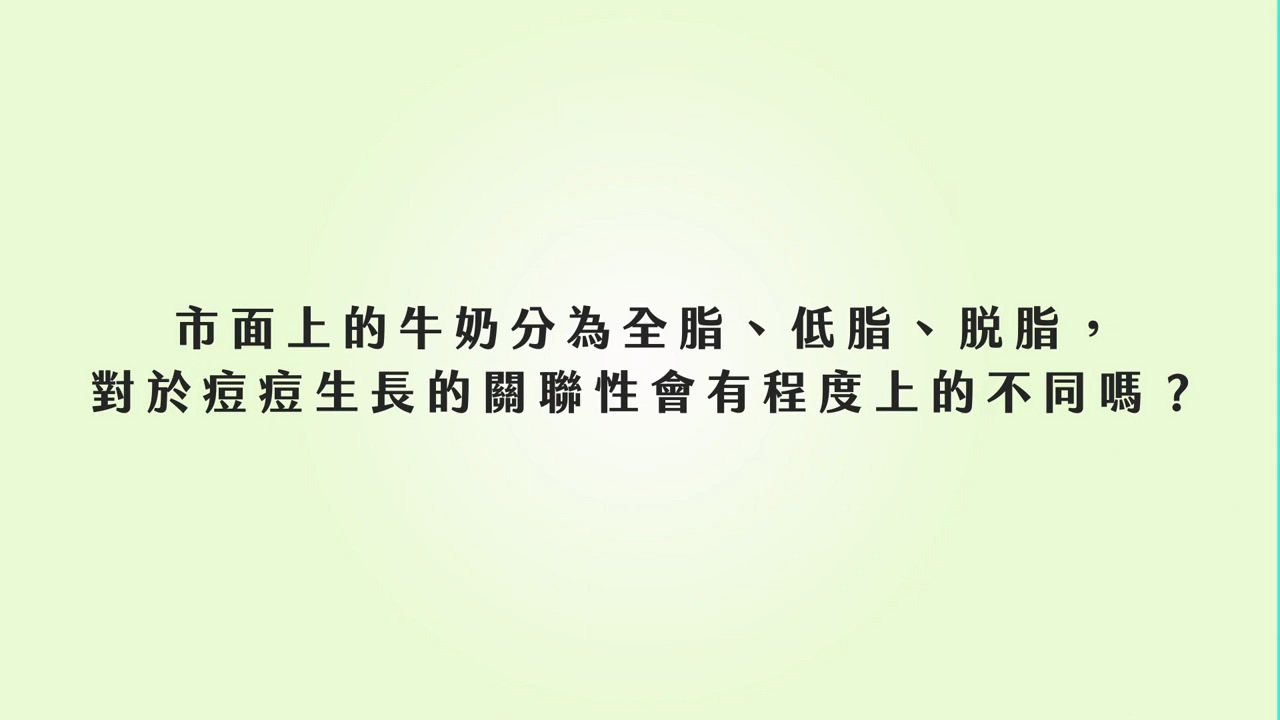 市面上的牛奶分為全脂、低脂、脫脂，
對於痘痘生長的關聯性會有程度上的不同嗎？